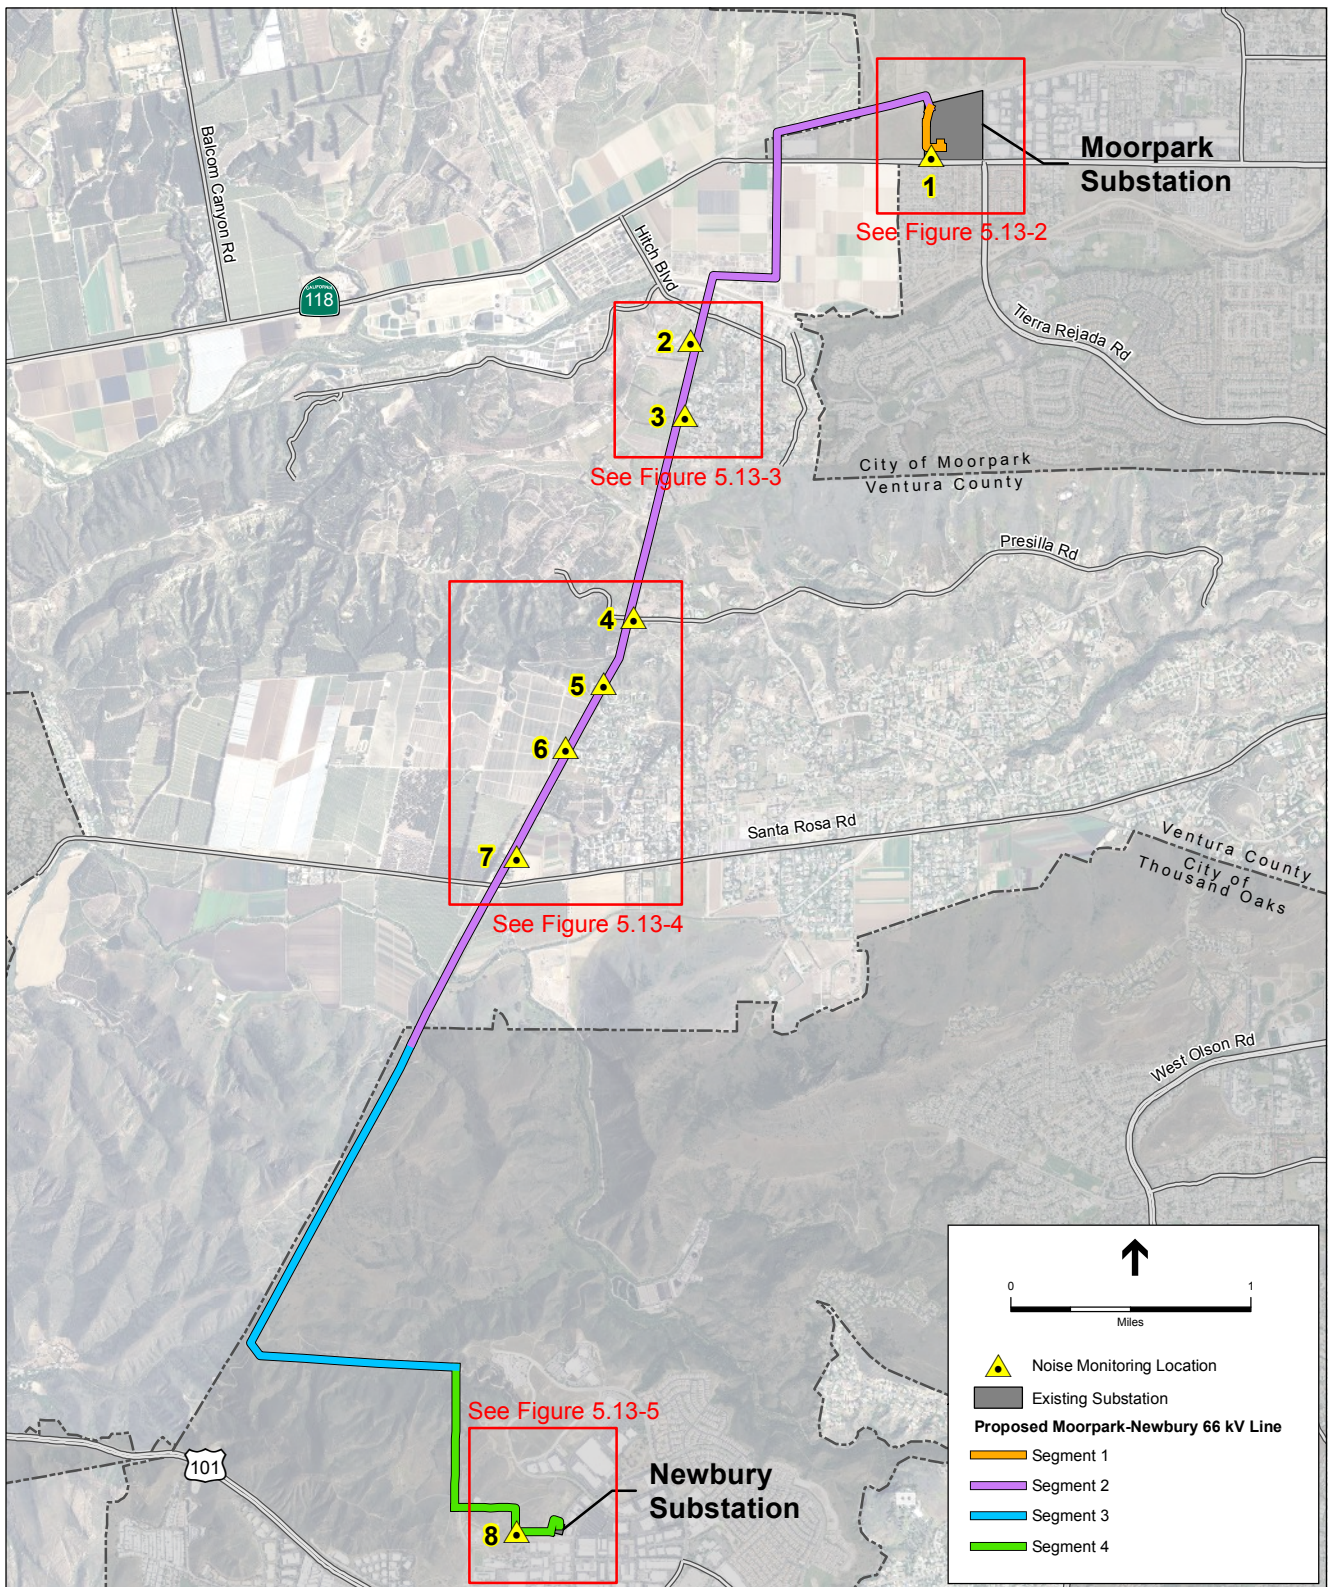 Balcom Canyon Rd
Moorpark
Substation
1
See Figure 5.13-2
Hitch Blvd
CALIFORNIA
118
Tierra Rejada Rd
2
3
See Figure 5.13-3
City of Moorpark
Ventura County
Presilla Rd
4
5
6
Santa Rosa Rd
7
Ventura County
City of
Thousand Oaks
See Figure 5.13-4
West Olson Rd
0 1
Miles
Noise Monitoring Location
Existing Substation
Proposed Moorpark-Newbury 66 kV Line
Segment 1
Segment 2
Segment 3
Segment 4
See Figure 5.13-5
101
Newbury
Substation
8